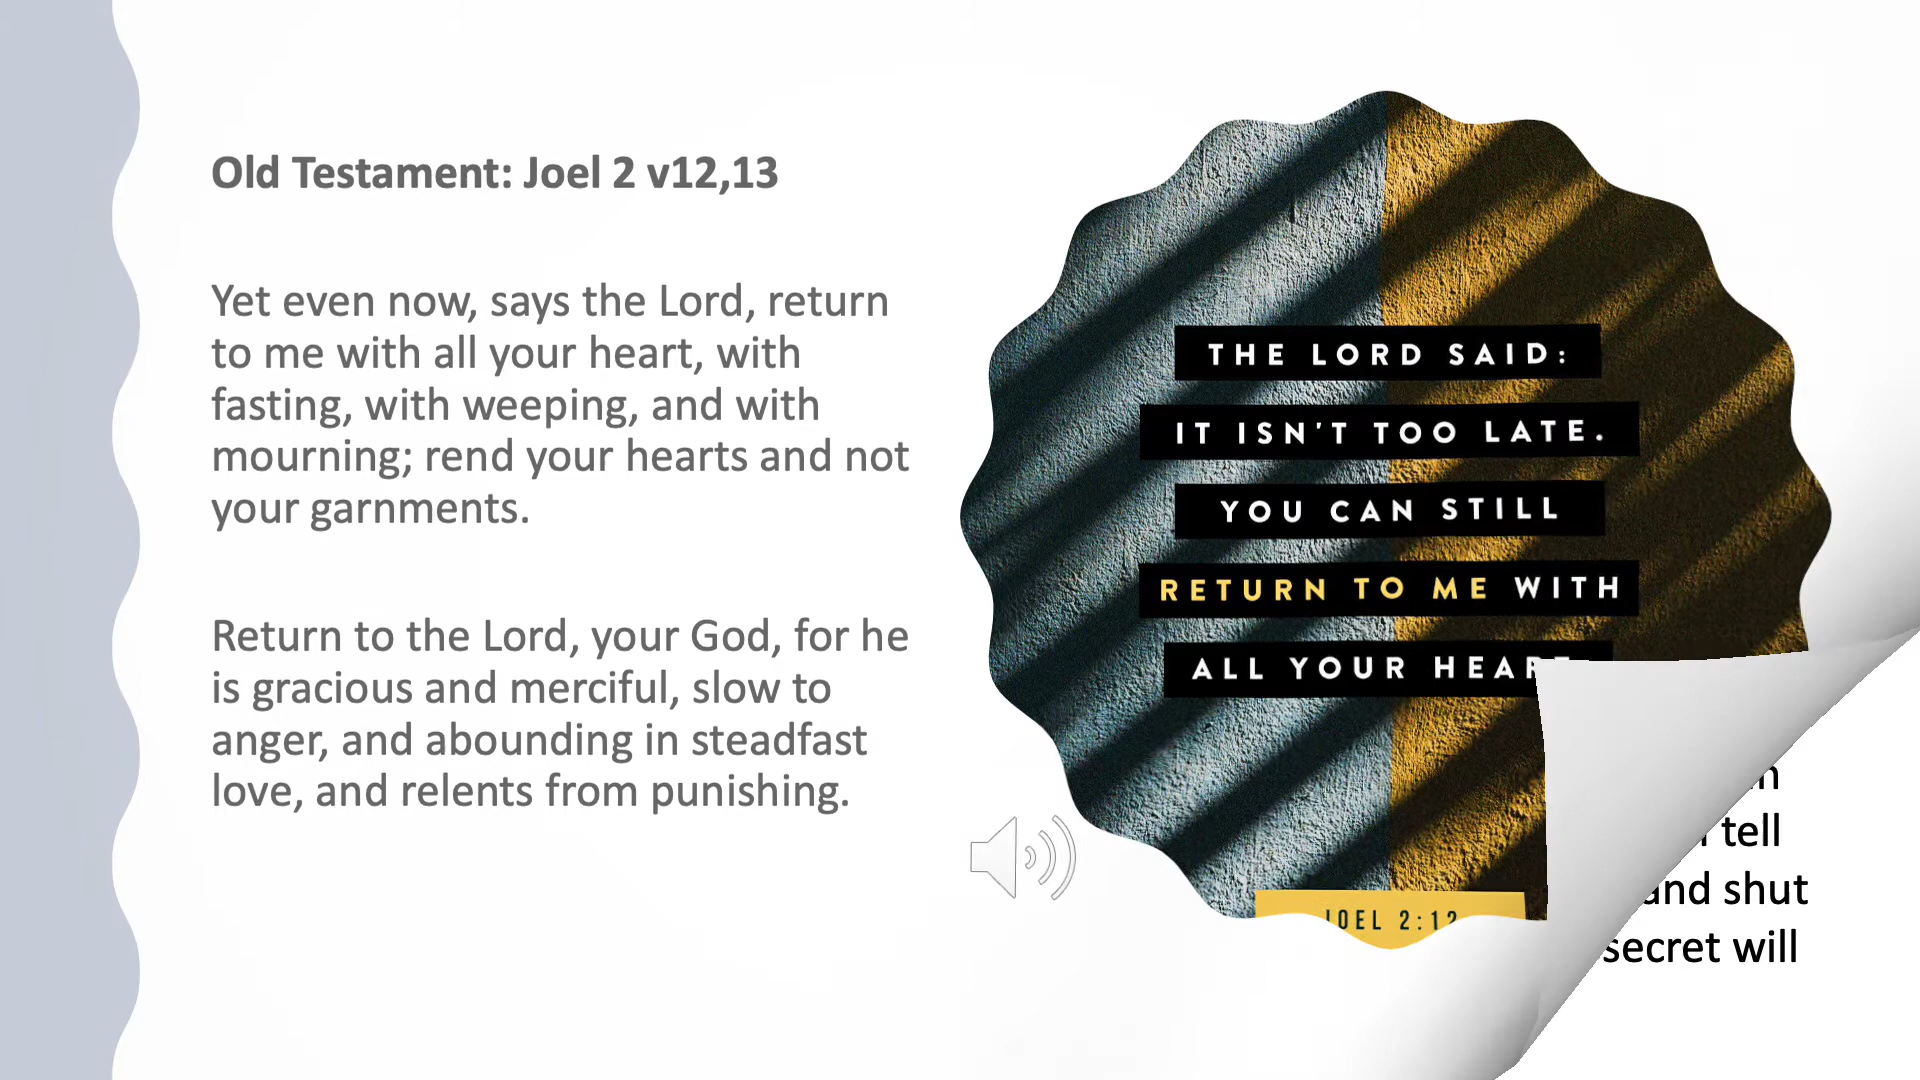 Old Testament: Joel 2 v12,13
Yet even now, says the Lord, return
to me with all your heart, with
fasting, with weeping, and with
mourning; rend your hearts and not
your garnments.
Return to the Lord, your God, for he
is gracious and merciful, slow to
anger, and abounding in steadfast
love, and relents from punishing.
THE LORD SAID:
IT ISN'T TOO LATE.
YOU CAN STILL
RETURN TO ME WITH
ALL YOUR
JOEL 2:12
tell
and shut
secret will